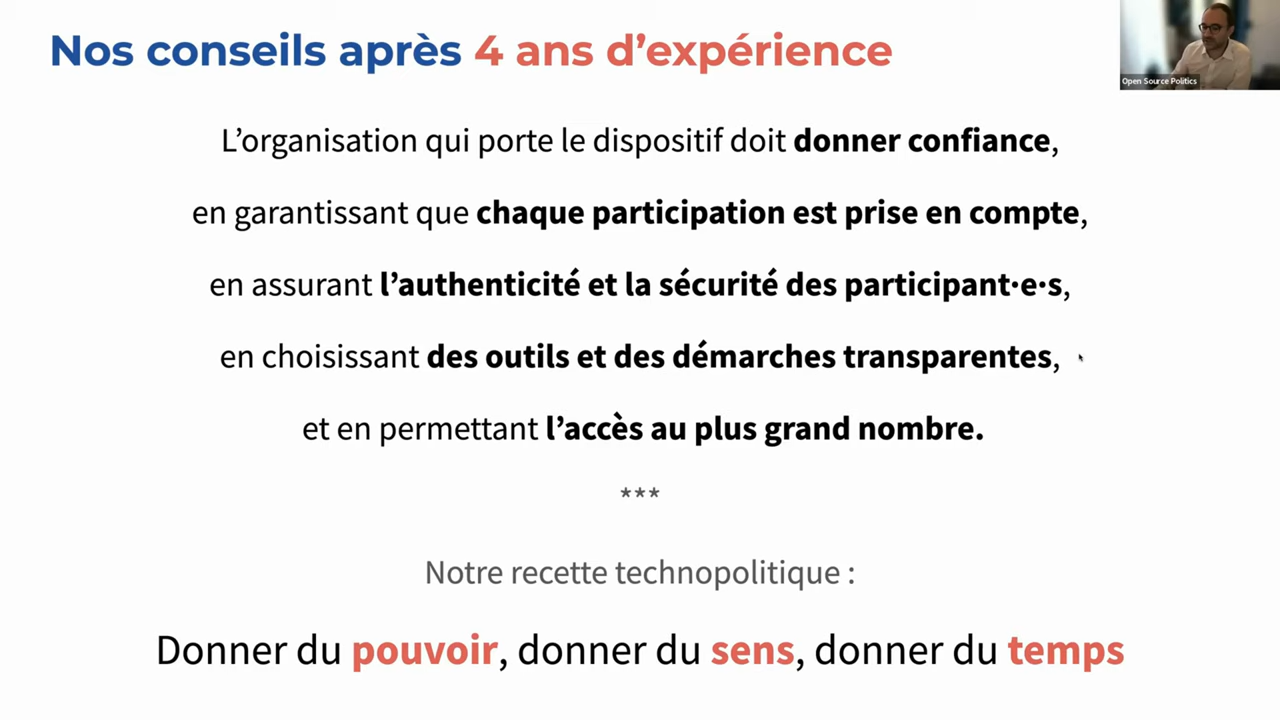 Nos conseils après 4 ans d’expérience
Open Source Politics
L’organisation qui porte le dispositif doit donner confiance,
en garantissant que chaque participation est prise en compte,
en assurant l’authenticité et la sécurité des participant·e·s,
en choisissant des outils et des démarches transparentes,
et en permettant l’accès au plus grand nombre.
***
Notre recette technopolitique :
Donner du pouvoir, donner du sens, donner du temps